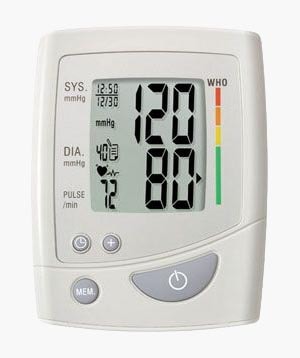 SYS.
mmHg
12:50
12/30
mmHg
120
WHO
DIA.
mmHg
40
80
PULSE
/min
72
+
MEM.